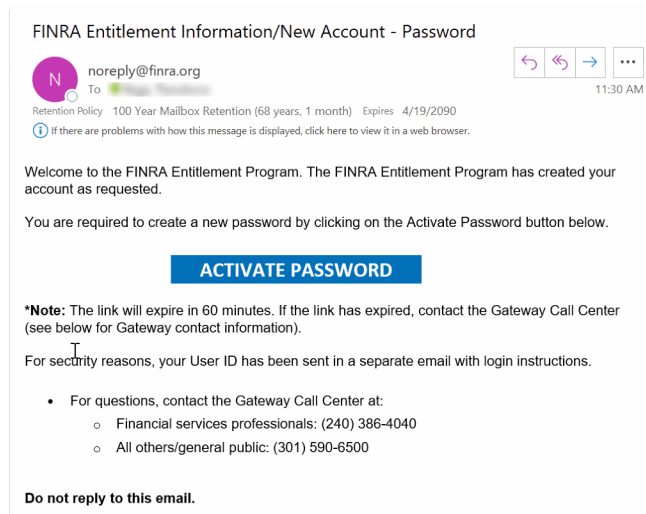 FINRA Entitlement Information/New Account - Password
N
noreply@finra.org
To
11:30 AM
Retention Policy 100 Year Mailbox Retention (68 years, 1 month) Expires 4/19/2090
If there are problems with how this message is displayed, click here to view it in a web browser.
Welcome to the FINRA Entitlement Program. The FINRA Entitlement Program has created your
account as requested.
You are required to create a new password by clicking on the Activate Password button below.
ACTIVATE PASSWORD
*Note: The link will expire in 60 minutes. If the link has expired, contact the Gateway Call Center
(see below for Gateway contact information).
For security reasons, your User ID has been sent in a separate email with login instructions.
• For questions, contact the Gateway Call Center at:
o Financial services professionals: (240) 386-4040
o All others/general public: (301) 590-6500
Do not reply to this email.